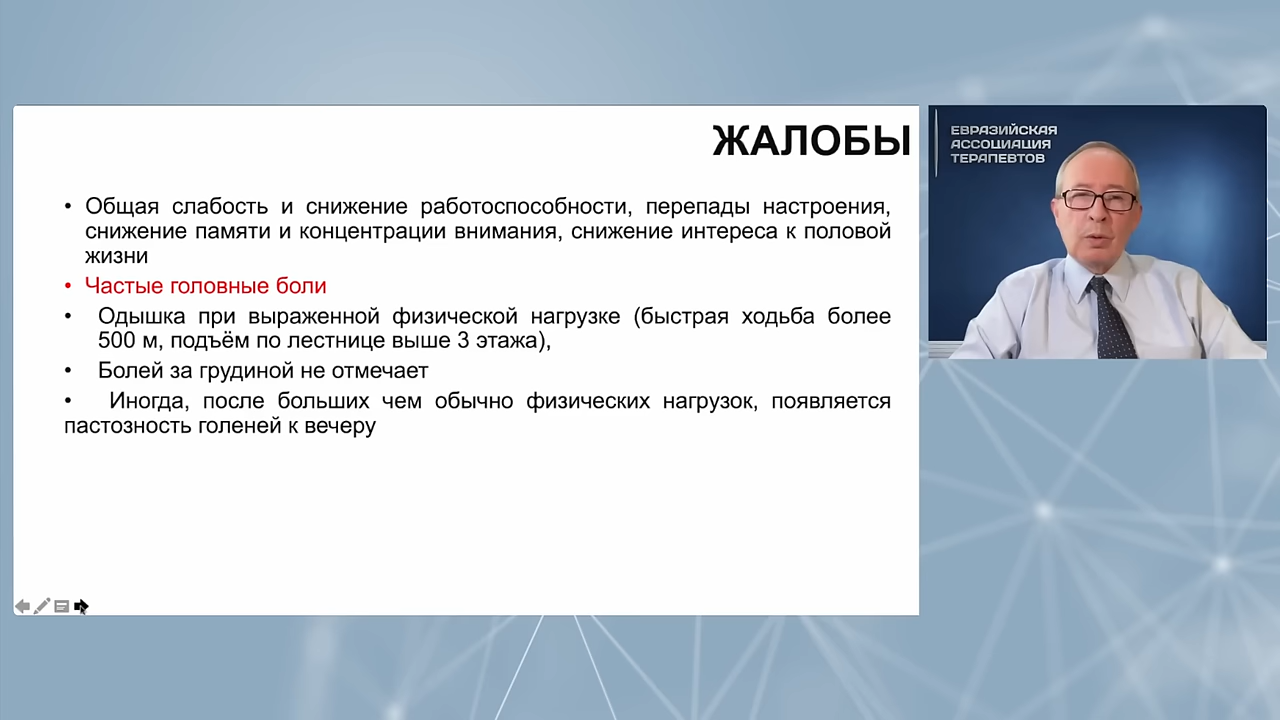 ЖАЛОБЫ
• Общая слабость и снижение работоспособности, перепады настроения,
снижение памяти и концентрации внимания, снижение интереса к половой
жизни
• Частые головные боли
• Одышка при выраженной физической нагрузке (быстрая ходьба более
500 м, подъём по лестнице выше 3 этажа),
• Болей за грудиной не отмечает
• Иногда, после больших чем обычно физических нагрузок, появляется
пастозность голеней к вечеру
ЕВРАЗИЙСКАЯ
АССОЦИАЦИЯ
ТЕРАПЕВТОВ